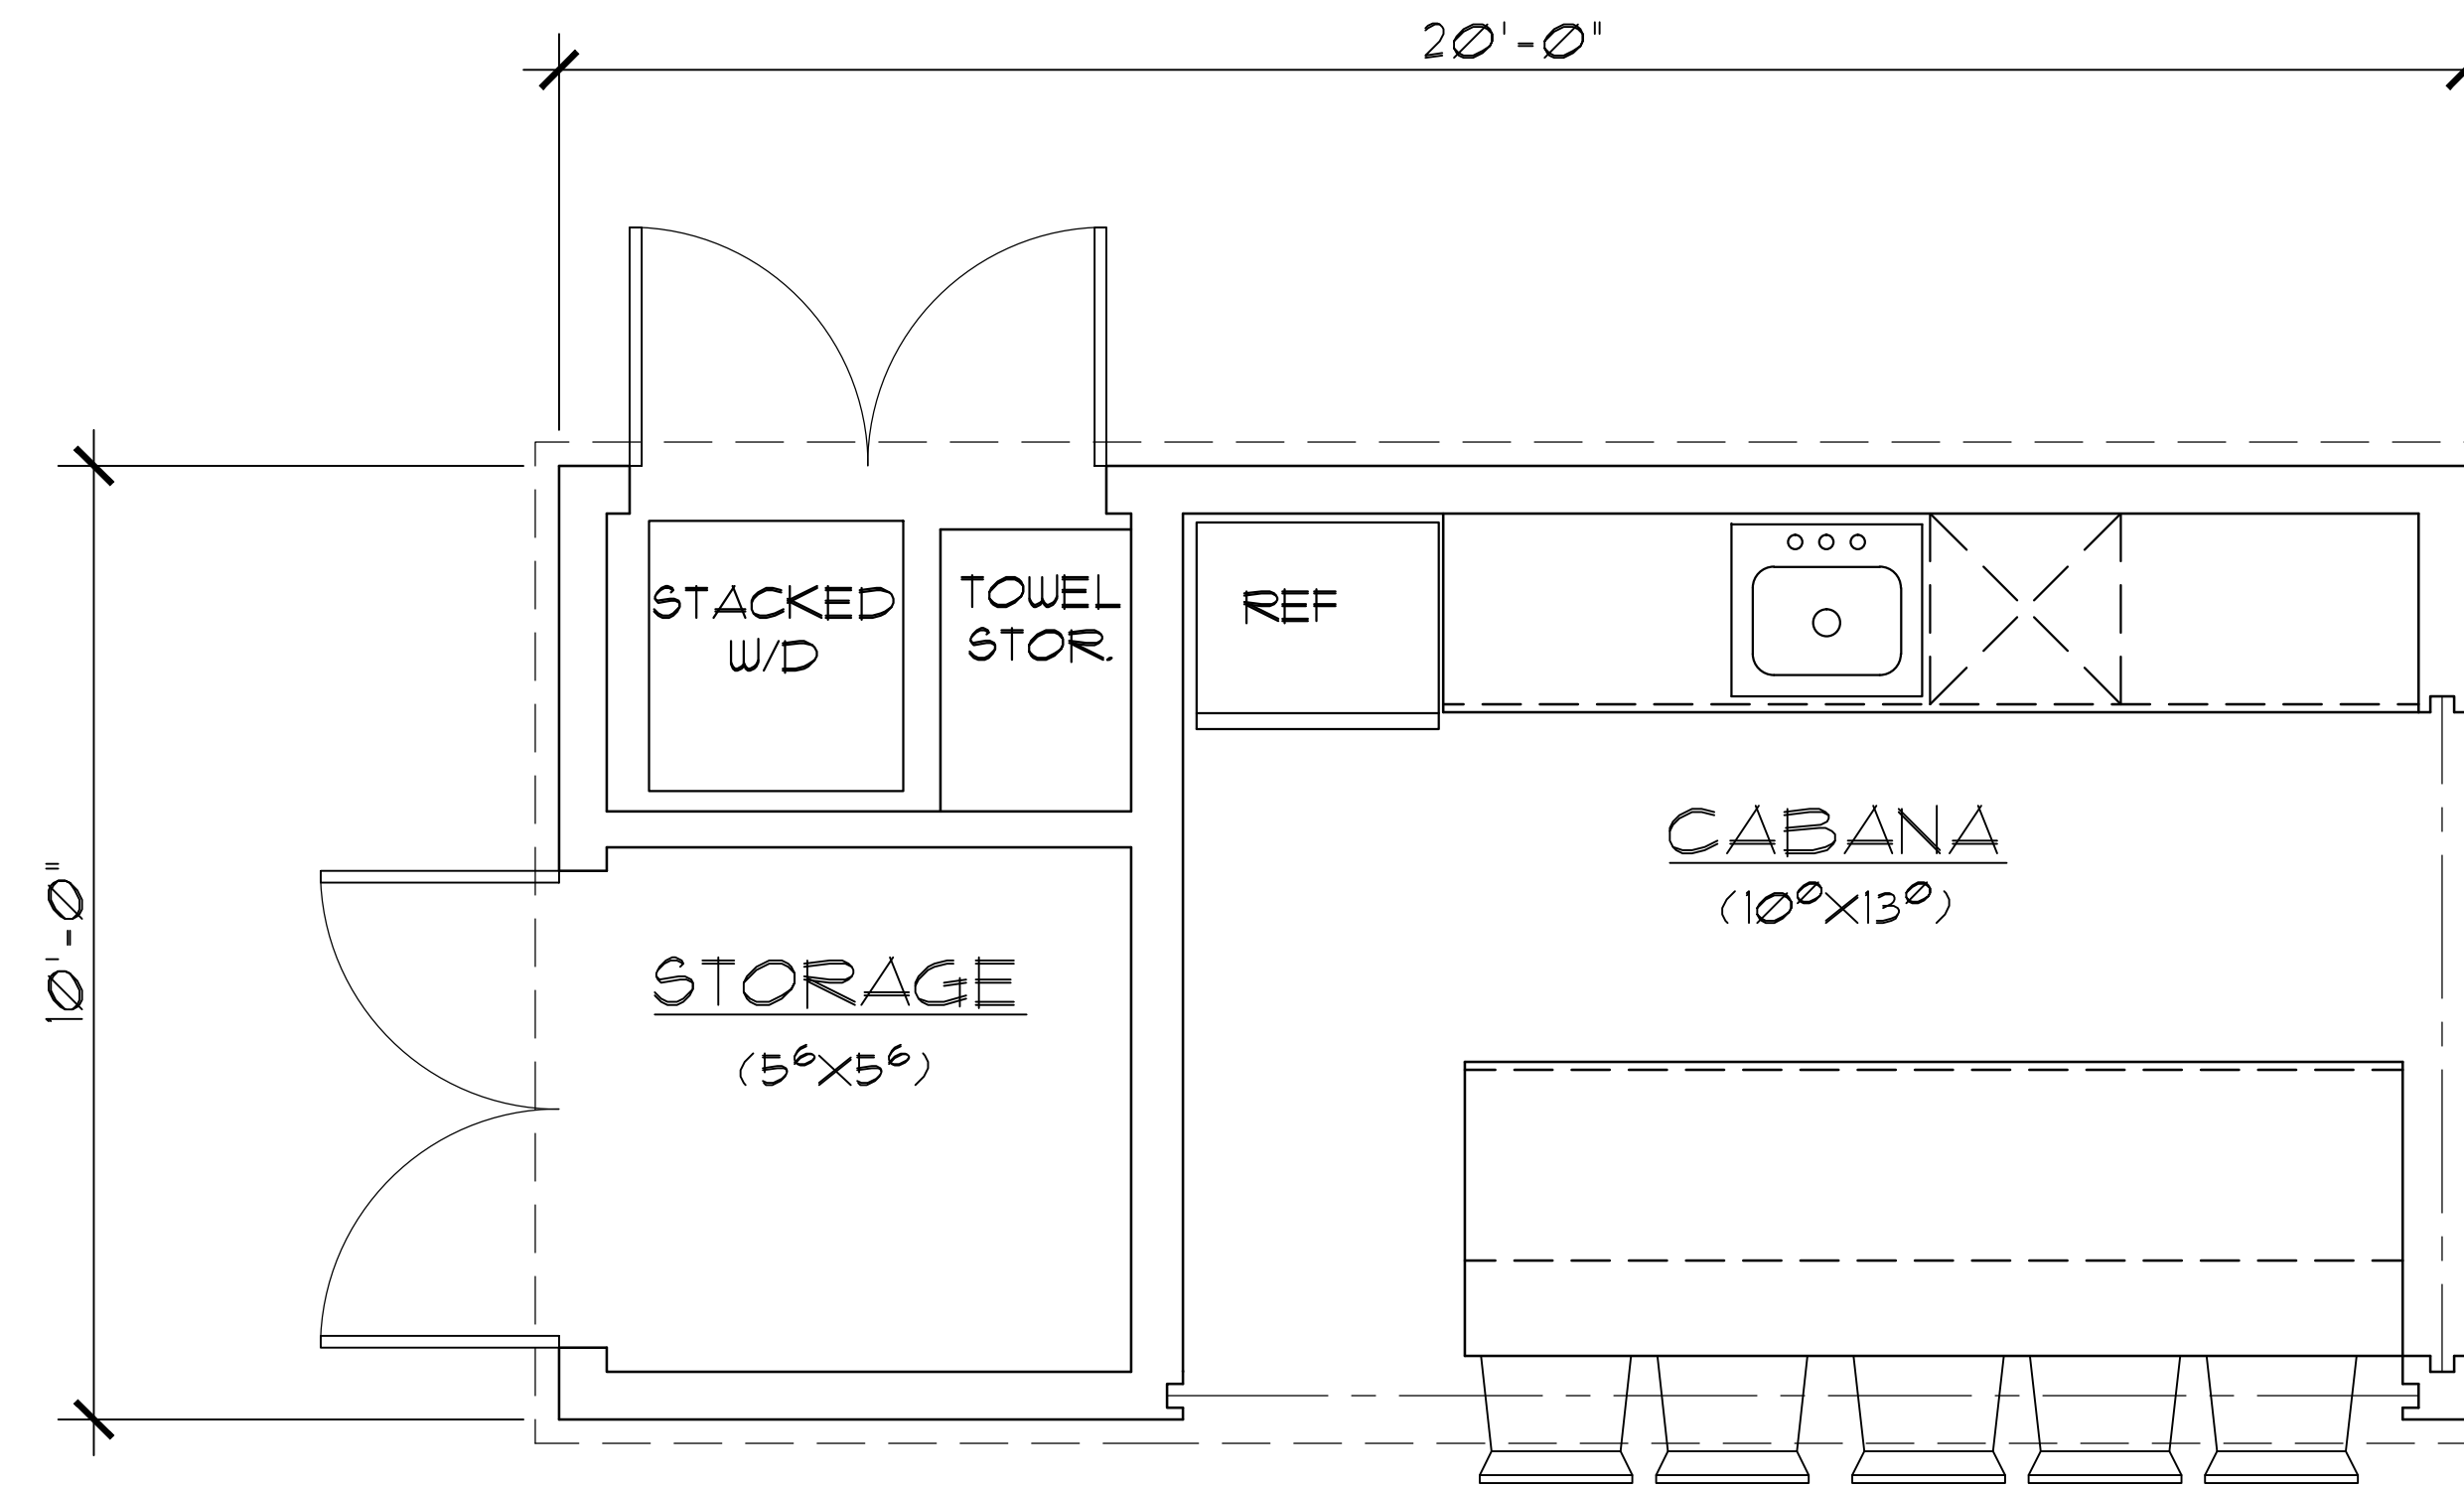 20'-0"
STACKED
W/D
TOWEL
STOR.
REF
CABANA
(10⁰X13⁰)
10'-0"
STORAGE
(5⁶X5⁶)